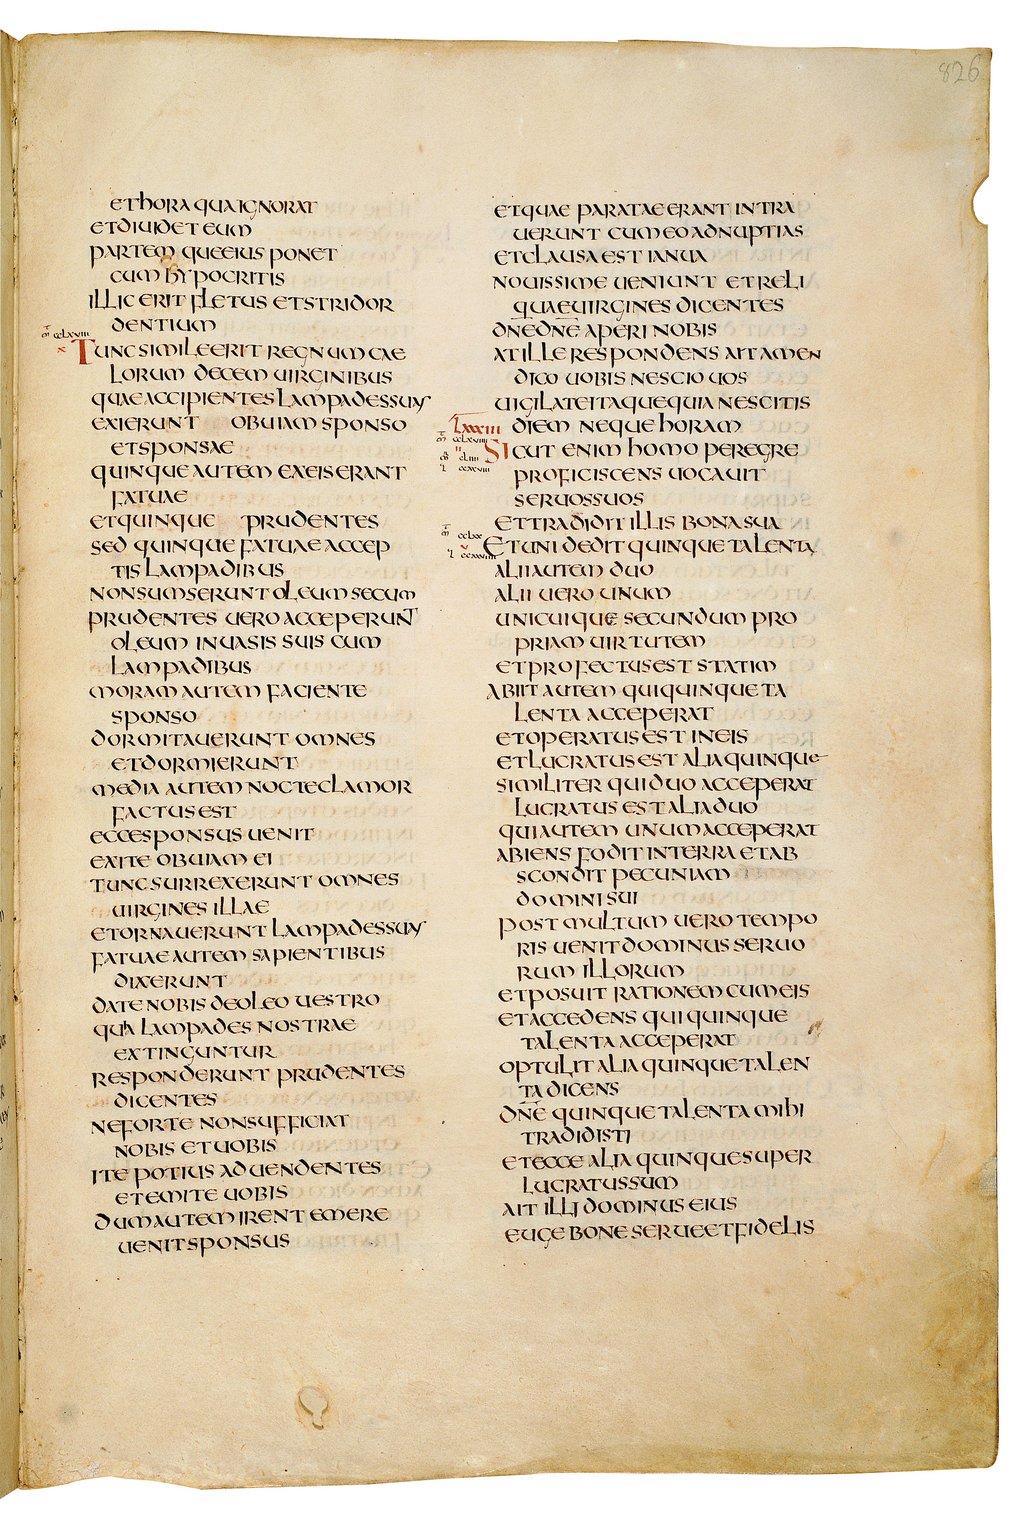 826
ET HORA QUA IGNORAT
ET DIUIDET EUM
PARTEMQUE EIUS PONET
CUM HYPOCRITIS
ILLIC ERIT FLETUS ET STRIDOR
DENTIUM
CCLXVIII
X
TUNC SIMILE ERIT REGNUM CAE
LORUM DECEM UIRGINIBUS
QUAE ACCIPIENTES LAMPADES SUAS
EXIERUNT OBUIAM SPONSO
ET SPONSAE
QUINQUE AUTEM EX EIS ERANT
FATUAE
ET QUINQUE PRUDENTES
SED QUINQUE FATUAE ACCEP
TIS LAMPADIBUS
NON SUMSERUNT OLEUM SECUM
PRUDENTES UERO ACCEPERUNT
OLEUM IN UASIS SUIS CUM
LAMPADIBUS
MORAM AUTEM FACIENTE
SPONSO
DORMITAUERUNT OMNES
ET DORMIERUNT
MEDIA AUTEM NOCTE CLAMOR
FACTUS EST
ECCE SPONSUS UENIT
EXITE OBUIAM EI
TUNC SURREXERUNT OMNES
UIRGINES ILLAE
ET ORNAUERUNT LAMPADES SUAS
FATUAE AUTEM SAPIENTIBUS
DIXERUNT
DATE NOBIS DE OLEO UESTRO
QUIA LAMPADES NOSTRAE
EXTINGUNTUR
RESPONDERUNT PRUDENTES
DICENTES
NE FORTE NON SUFFICIAT
NOBIS ET UOBIS
ITE POTIUS AD UENDENTES
ET EMITE UOBIS
DUM AUTEM IRENT EMERE
UENIT SPONSUS
ET QUAE PARATAE ERANT INTRA
UERUNT CUM EO AD NUPTIAS
ET CLAUSA EST IANUA
NOUISSIME UENIUNT ET RELI
QUAE UIRGINES DICENTES
DN̄E DN̄E APERI NOBIS
AT ILLE RESPONDENS AIT AMEN
DICO UOBIS NESCIO UOS
UIGILATE ITAQUE QUIA NESCITIS
LXXXIII DIEM NEQUE HORAM
CCLXVIIII
SICUT ENIM HOMO PEREGRE
PROFICISCENS UOCAUIT
SERUOS SUOS
ET TRADIDIT ILLIS BONA SUA
CCLXX
ET UNI DEDIT QUINQUE TALENTA
ALII AUTEM DUO
ALII UERO UNUM
UNICUIQUE SECUNDUM PRO
PRIAM UIRTUTEM
ET PROFECTUS EST STATIM
ABIIT AUTEM QUI QUINQUE TA
LENTA ACCEPERAT
ET OPERATUS EST IN EIS
ET LUCRATUS EST ALIA QUINQUE
SIMILITER QUI DUO ACCEPERAT
LUCRATUS EST ALIA DUO
QUI AUTEM UNUM ACCEPERAT
ABIENS FODIT IN TERRA ET AB
SCONDIT PECUNIAM
DOMINI SUI
POST MULTUM UERO TEMPO
RIS UENIT DOMINUS SERUO
RUM ILLORUM
ET POSUIT RATIONEM CUM EIS
ET ACCEDENS QUI QUINQUE
TALENTA ACCEPERAT
OPTULIT ALIA QUINQUE TALEN
TA DICENS
DN̄E QUINQUE TALENTA MIHI
TRADIDISTI
ET ECCE ALIA QUINQUE SUPER
LUCRATUS SUM
AIT ILLI DOMINUS EIUS
EUGE BONE SERUE ET FIDELIS